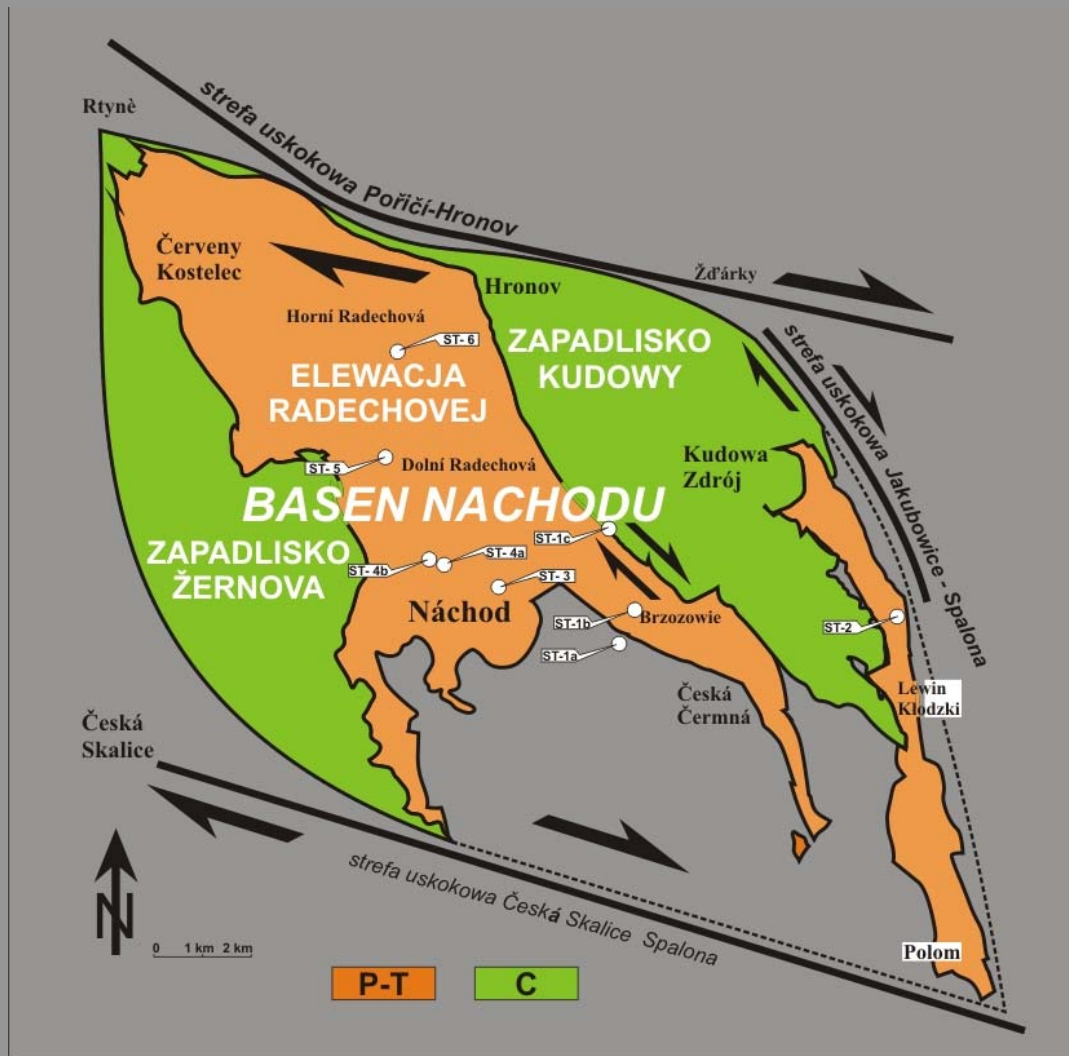 Rtynè
strefa uskokowa Pořičí-Hronov
Červeny
Kostelec
Žďárky
Hronov
Horní Radechová
ST- 6
ZAPADLISKO
KUDOWY
ELEWACJA
RADECHOVEJ
strefa uskokowa Jakubowice - Spalona
Kudowa
Zdrój
ST- 5
Dolní Radechová
BASEN NACHODU
ST-1c
ZAPADLISKO
ŽERNOVA
ST- 4b
ST- 4a
ST- 3
Náchod
ST-1b
Brzozowie
ST-2
ST-1a
Česká
Čermná
Lewin
Kłodzki
Česká
Skalice
strefa uskokowa Česká Skalice Spalona
N
0 1 km 2 km
Polom
P-T
C